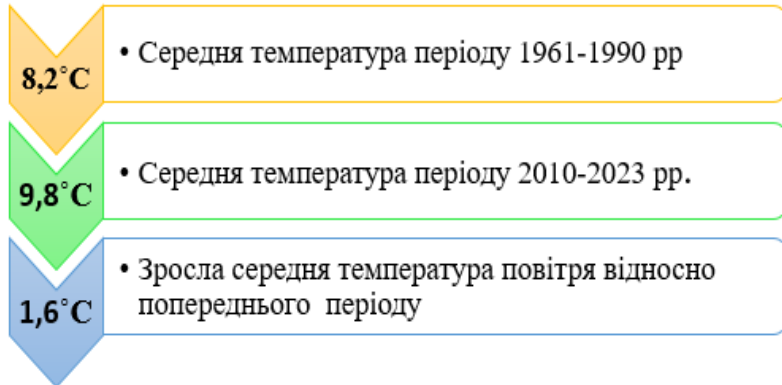 8,2˚C
• Середня температура періоду 1961-1990 рр
9,8˚C
• Середня температура періоду 2010-2023 рр.
1,6˚C
• Зросла середня температура повітря відносно
попереднього періоду